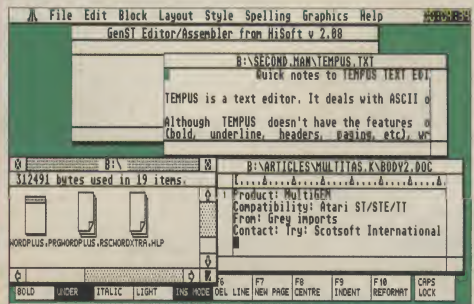 File Edit Block Layout Style Spelling Graphics Help
GenST Editor/Assembler from HiSoft v 2.08
B:\SECOND.MAN\TEMPUS.TXT
Quick notes to TEMPUS TEXT EDI
TEMPUS is a text editor. It deals with ASCII o
Although TEMPUS doesn't have the features o
(bold, underline, headers, paging, etc), wr
B:\
312491 bytes used in 19 items.
WORDPLUS.PRG WORDPLUS.RSC WORDXTRA.HLP
B:\ARTICLES\MULTITAS.K\BODY2.DOC
Product: MultiGEM
Compatibility: Atari ST/STE/TT
From: Grey imports
Contact: Try: Scotsoft International
BOLD UNDER ITALIC LIGHT INS MODE F6 DEL LINE F7 NEW PAGE F8 CENTRE F9 INDENT F10 REFORMAT CAPS LOCK